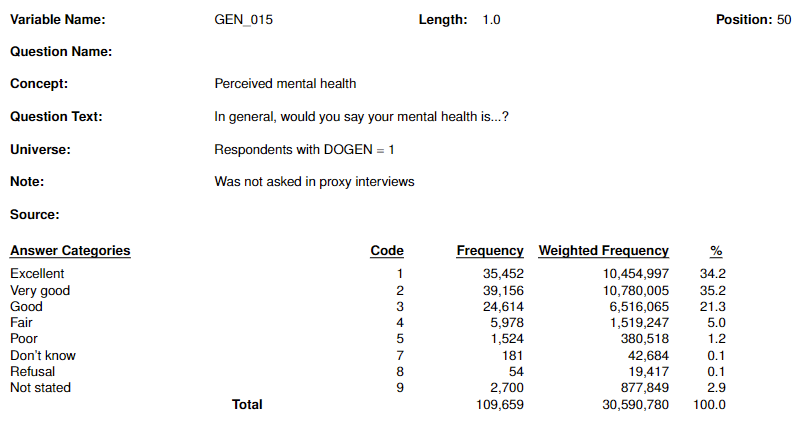 Variable Name: GEN_015 Length: 1.0 Position: 50
Question Name:
Concept: Perceived mental health
Question Text: In general, would you say your mental health is...?
Universe: Respondents with DOGEN = 1
Note: Was not asked in proxy interviews
Source:
Answer Categories Code Frequency Weighted Frequency %
Excellent 1 35,452 10,454,997 34.2
Very good 2 39,156 10,780,005 35.2
Good 3 24,614 6,516,065 21.3
Fair 4 5,978 1,519,247 5.0
Poor 5 1,524 380,518 1.2
Don't know 7 181 42,684 0.1
Refusal 8 54 19,417 0.1
Not stated 9 2,700 877,849 2.9
Total 109,659 30,590,780 100.0